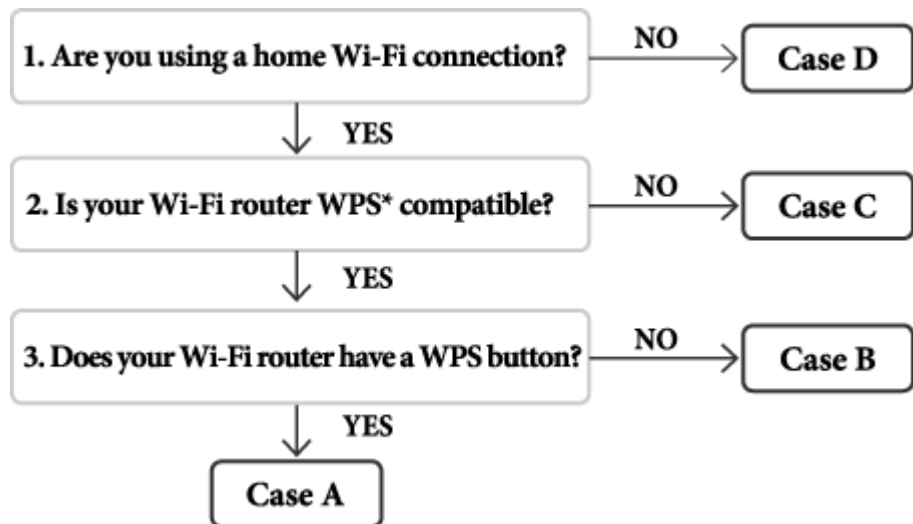 1. Are you using a home Wi-Fi connection?
NO
Case D
YES
2. Is your Wi-Fi router WPS* compatible?
NO
Case C
YES
3. Does your Wi-Fi router have a WPS button?
NO
Case B
YES
Case A